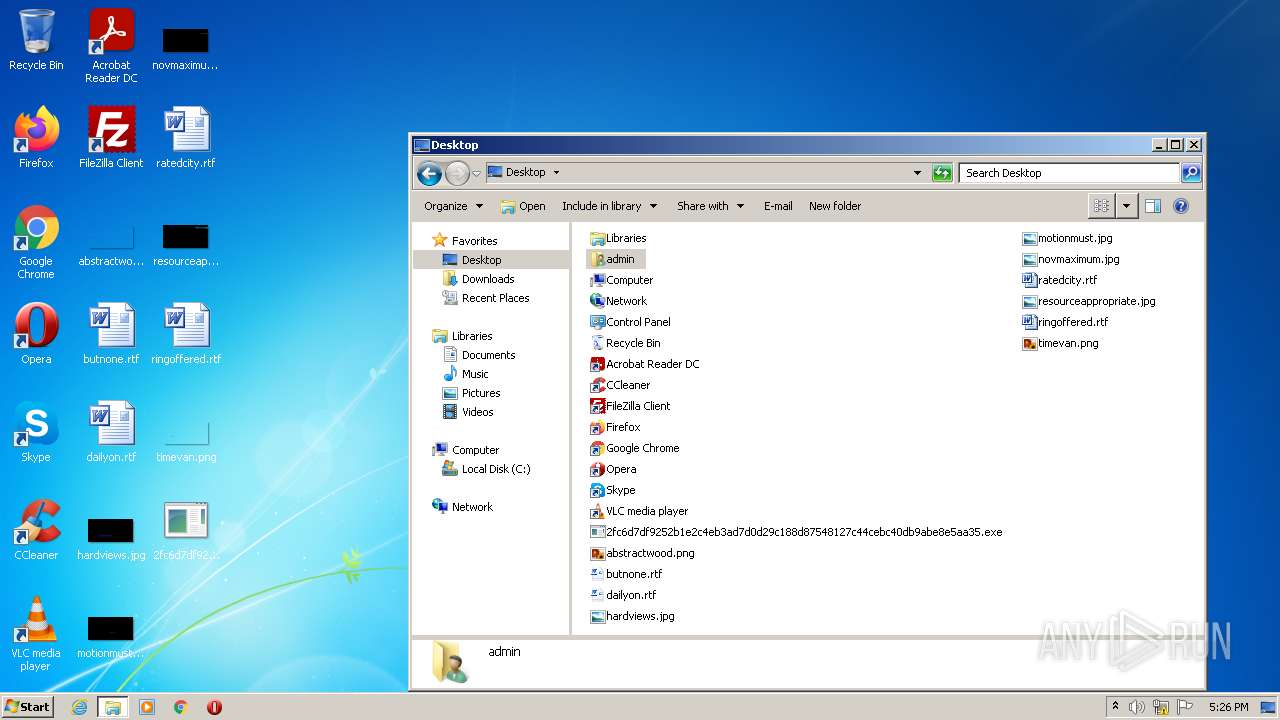 Recycle Bin
Acrobat
Reader DC
novmaximu...
Firefox
FileZilla Client
ratedcity.rtf
Google
Chrome
abstractwo...
resourceap...
Opera
butnone.rtf
ringoffered.rtf
Skype
dailyon.rtf
timevan.png
CCleaner
hardviews.jpg
2fc6d7df92...
VLC media
player
motionmust....
Desktop
Desktop
Search Desktop
Organize
Open
Include in library
Share with
E-mail
New folder
Favorites
Desktop
Downloads
Recent Places
Libraries
Documents
Music
Pictures
Videos
Computer
Local Disk (C:)
Network
Libraries
admin
Computer
Network
Control Panel
Recycle Bin
Acrobat Reader DC
CCleaner
FileZilla Client
Firefox
Google Chrome
Opera
Skype
VLC media player
2fc6d7df9252b1e2c4eb3ad7d0d29c188d87548127c44cebc40db9abe8e5aa35.exe
abstractwood.png
butnone.rtf
dailyon.rtf
hardviews.jpg
motionmust.jpg
novmaximum.jpg
ratedcity.rtf
resourceappropriate.jpg
ringoffered.rtf
timevan.png
admin
ANY RUN
Start
5:26 PM